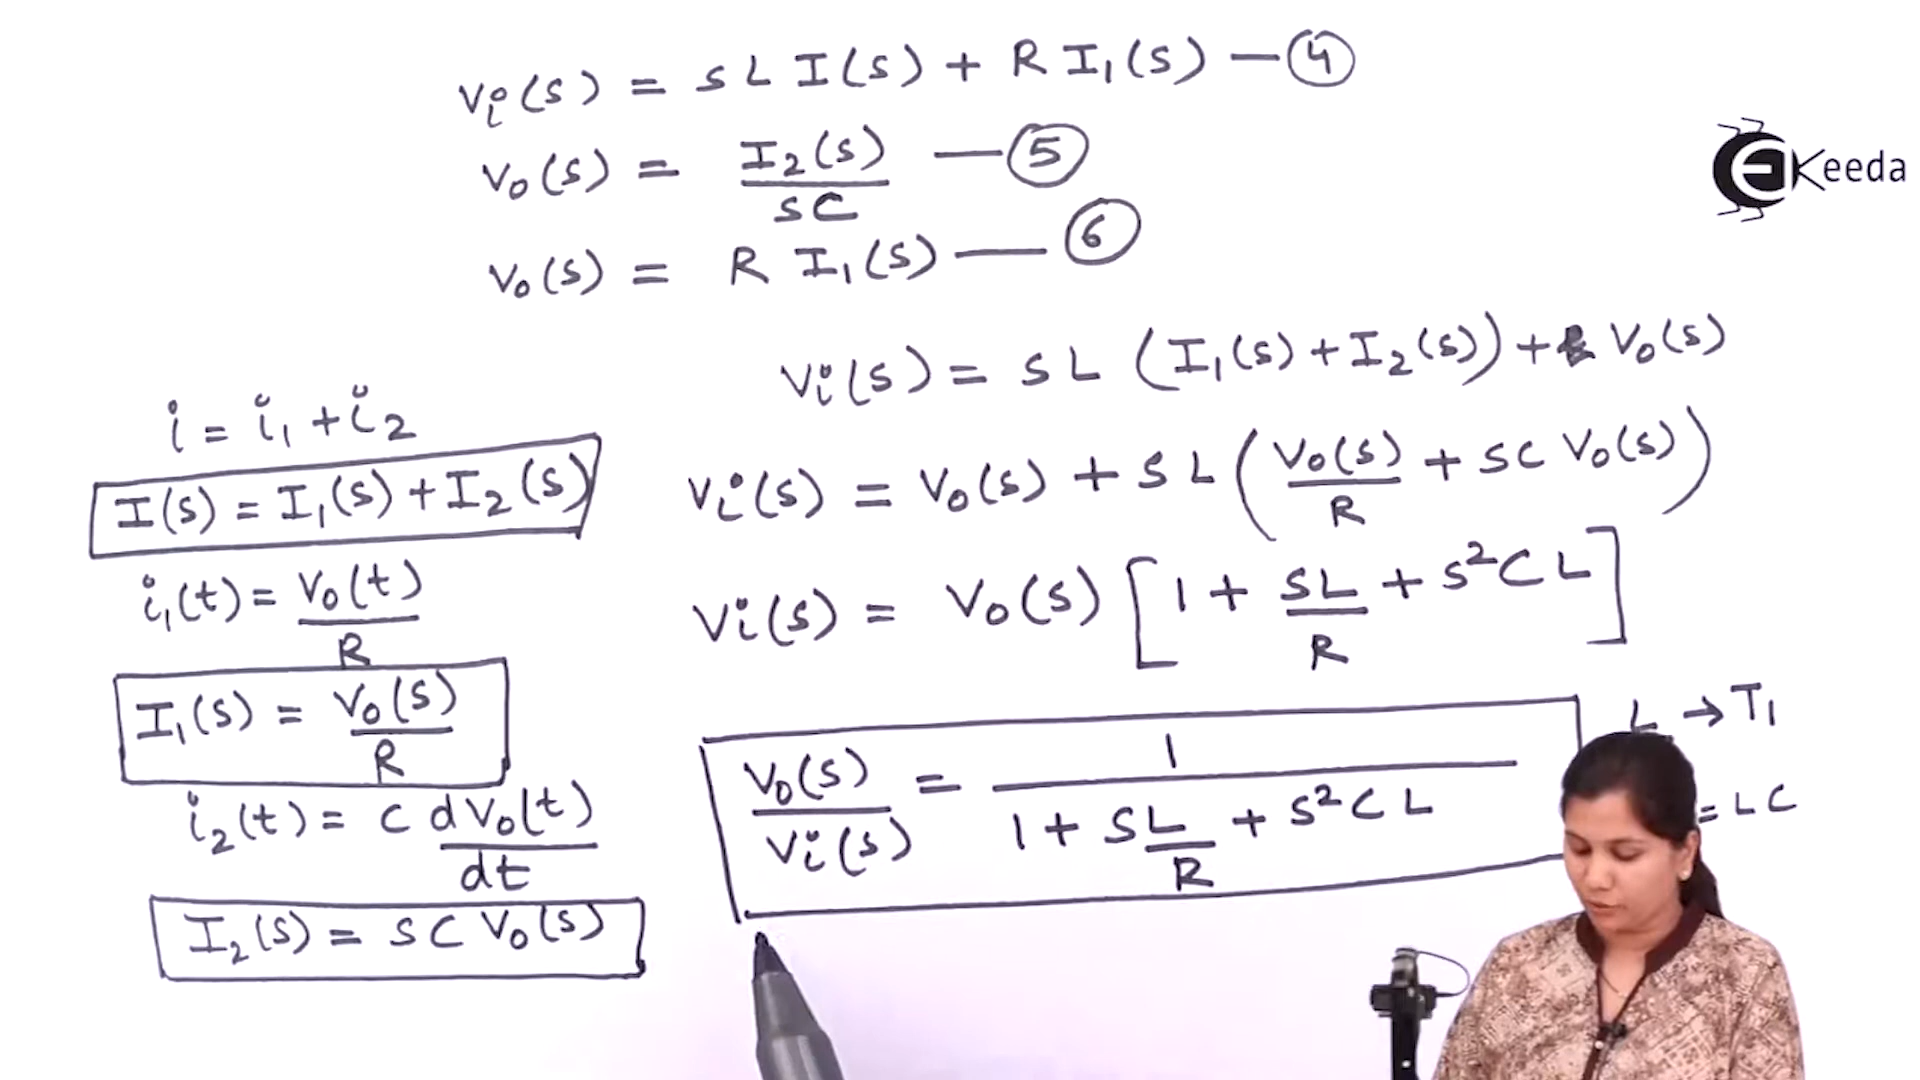 Vi(s) = sL I(s) + R I₁(s) — ④
V₀(s) = I₂(s) / sC — ⑤
V₀(s) = R I₁(s) — ⑥
EKeeda
Vi(s) = sL (I₁(s) + I₂(s)) + V₀(s)
Vi(s) = V₀(s) + sL (V₀(s)/R + sC V₀(s))
Vi(s) = V₀(s) [1 + sL/R + s²CL]
V₀(s)/Vi(s) = 1 / (1 + sL/R + s²CL)
L → T₁
= LC
i = i₁ + i₂
I(s) = I₁(s) + I₂(s)
i₁(t) = V₀(t) / R
I₁(s) = V₀(s) / R
i₂(t) = C dV₀(t) / dt
I₂(s) = sC V₀(s)